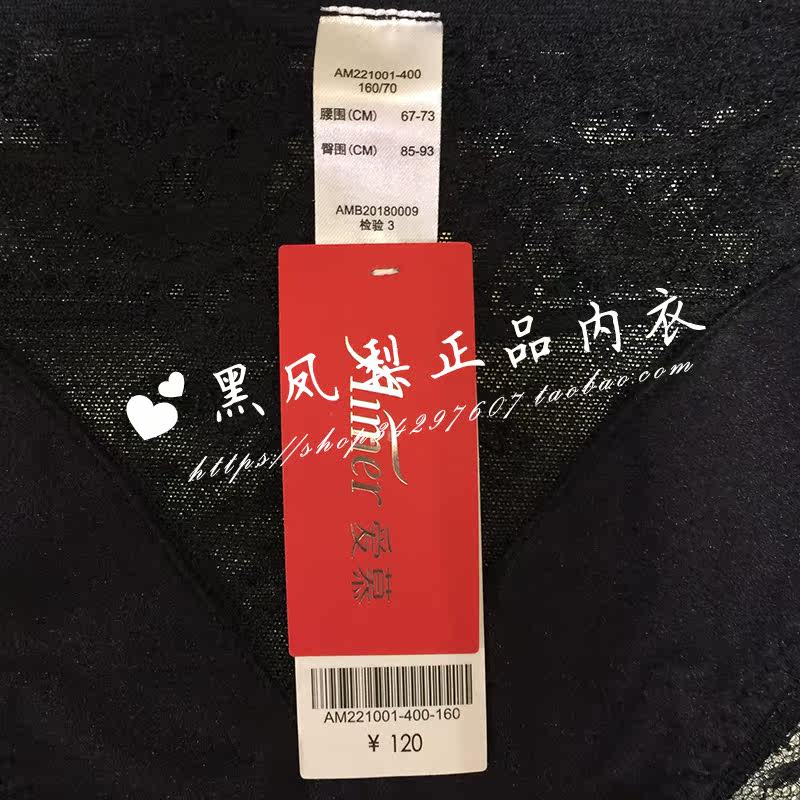 AM221001-400
160/70
腰围(CM) 67-73
臀围(CM) 85-93
AMB20180009
检验 3
Aimer 爱慕
黑凤梨正品内衣
https://shop34297607.taobao.com
AM221001-400-160
¥ 120